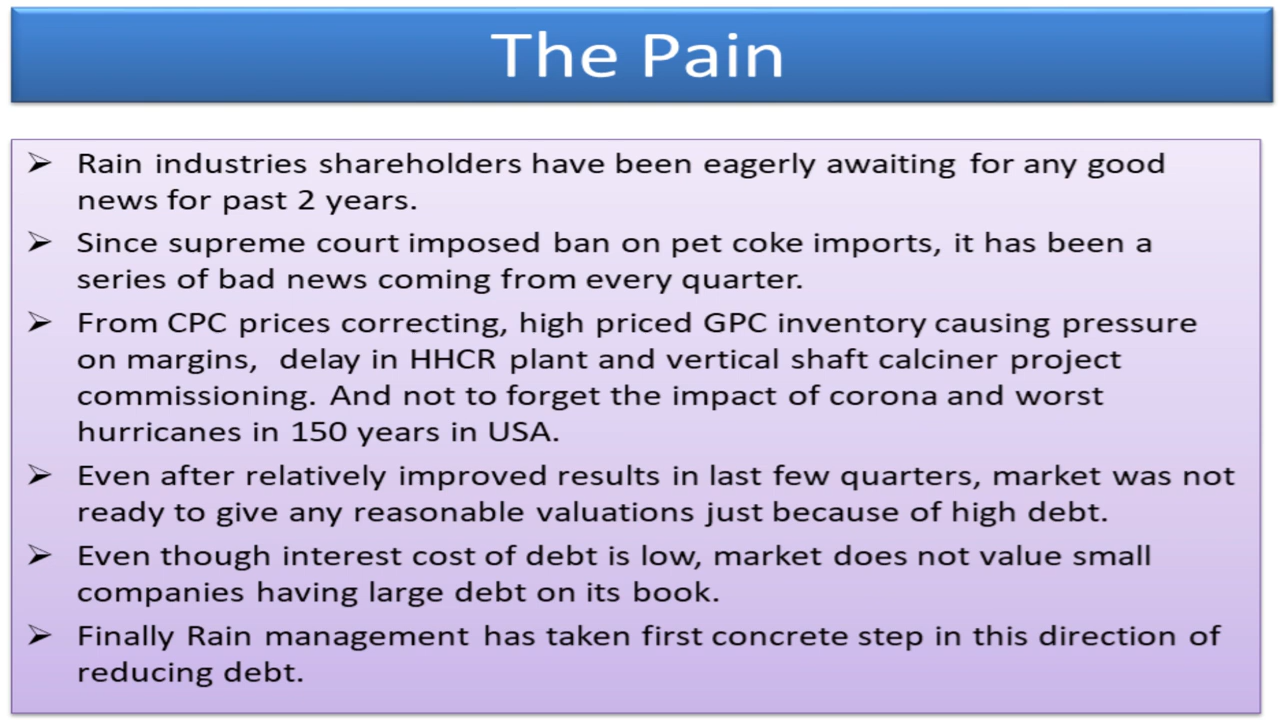 The Pain
➢ Rain industries shareholders have been eagerly awaiting for any good
news for past 2 years.
➢ Since supreme court imposed ban on pet coke imports, it has been a
series of bad news coming from every quarter.
➢ From CPC prices correcting, high priced GPC inventory causing pressure
on margins, delay in HHCR plant and vertical shaft calciner project
commissioning. And not to forget the impact of corona and worst
hurricanes in 150 years in USA.
➢ Even after relatively improved results in last few quarters, market was not
ready to give any reasonable valuations just because of high debt.
➢ Even though interest cost of debt is low, market does not value small
companies having large debt on its book.
➢ Finally Rain management has taken first concrete step in this direction of
reducing debt.